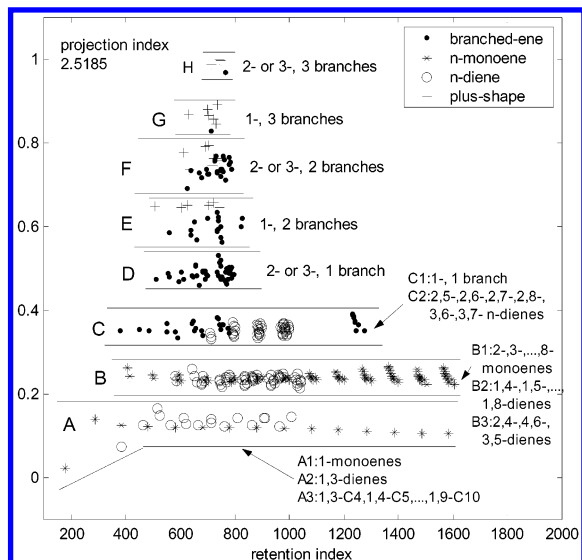 projection index
2.5185
branched-ene
n-monoene
n-diene
plus-shape
H 2- or 3-, 3 branches
G 1-, 3 branches
F 2- or 3-, 2 branches
E 1-, 2 branches
D 2- or 3-, 1 branch
C
C1:1-, 1 branch
C2:2,5-,2,6-,2,7-,2,8-,
3,6-,3,7- n-dienes
B
B1:2-,3-,...,8-
monoenes
B2:1,4-,1,5-,...,
1,8-dienes
B3:2,4-,4,6-,
3,5-dienes
A
A1:1-monoenes
A2:1,3-dienes
A3:1,3-C4,1,4-C5,...,1,9-C10
1
0.8
0.6
0.4
0.2
0
200 400 600 800 1000 1200 1400 1600 1800 2000
retention index